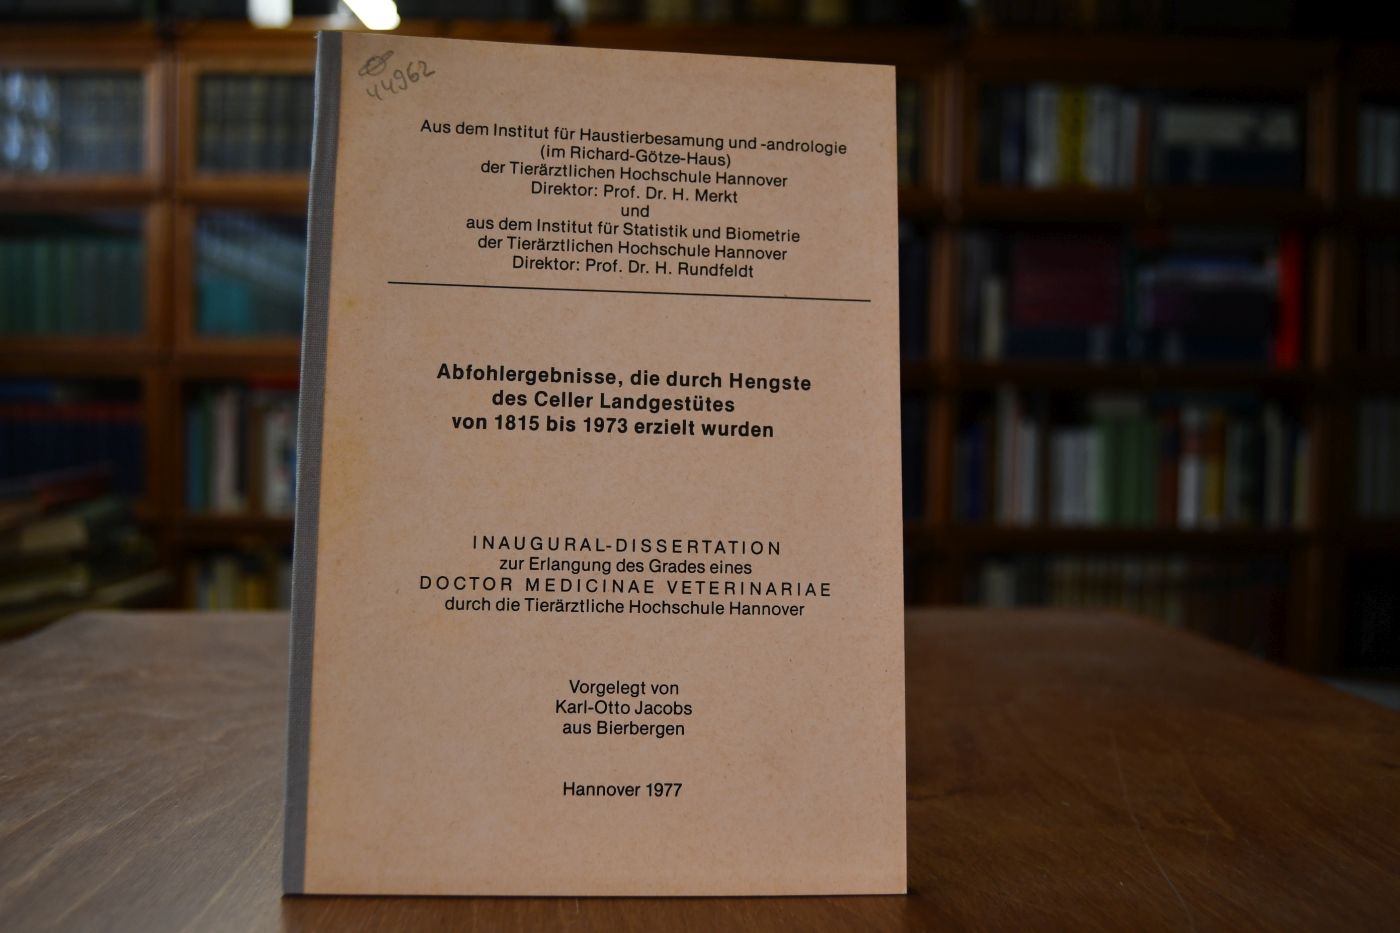 44962
Aus dem Institut für Haustierbesamung und -andrologie
(im Richard-Götze-Haus)
der Tierärztlichen Hochschule Hannover
Direktor: Prof. Dr. H. Merkt
und
aus dem Institut für Statistik und Biometrie
der Tierärztlichen Hochschule Hannover
Direktor: Prof. Dr. H. Rundfeldt
Abfohlergebnisse, die durch Hengste
des Celler Landgestütes
von 1815 bis 1973 erzielt wurden
INAUGURAL-DISSERTATION
zur Erlangung des Grades eines
DOCTOR MEDICINAE VETERINARIAE
durch die Tierärztliche Hochschule Hannover
Vorgelegt von
Karl-Otto Jacobs
aus Bierbergen
Hannover 1977